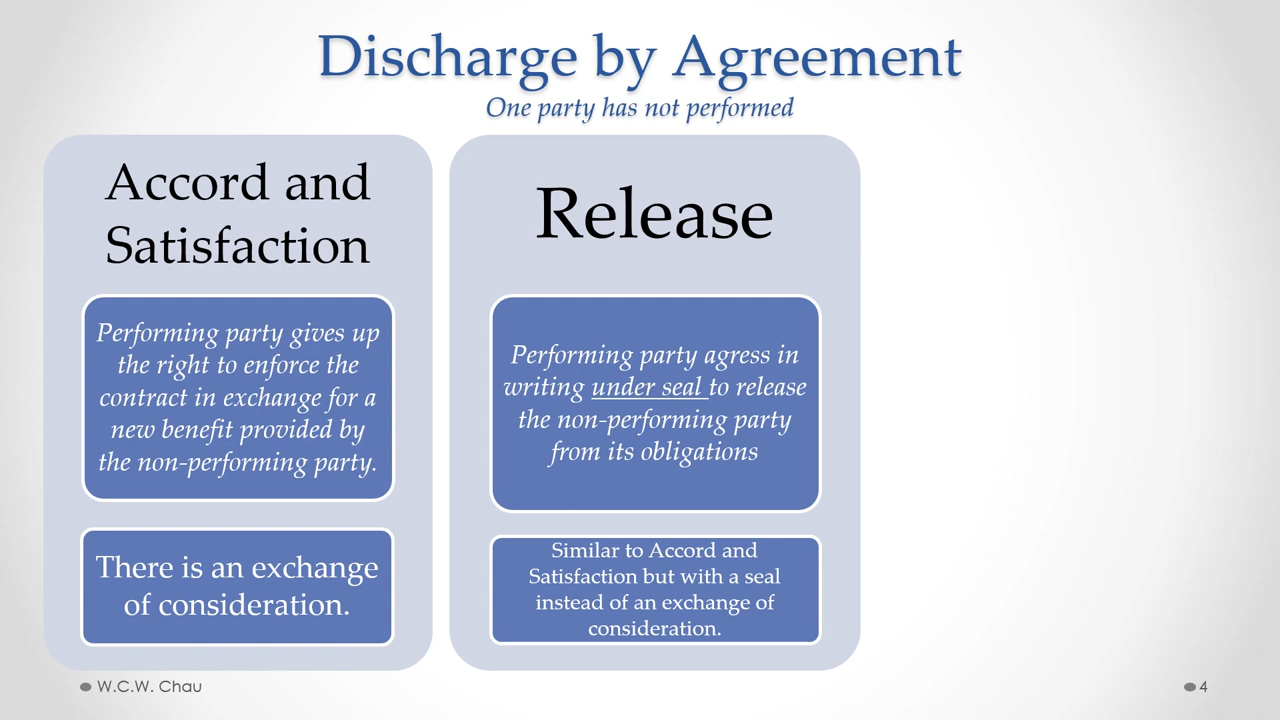 Discharge by Agreement
One party has not performed
Accord and
Satisfaction
Performing party gives up
the right to enforce the
contract in exchange for a
new benefit provided by
the non-performing party.
There is an exchange
of consideration.
Release
Performing party agress in
writing under seal to release
the non-performing party
from its obligations
Similar to Accord and
Satisfaction but with a seal
instead of an exchange of
consideration.
W.C.W. Chau
4